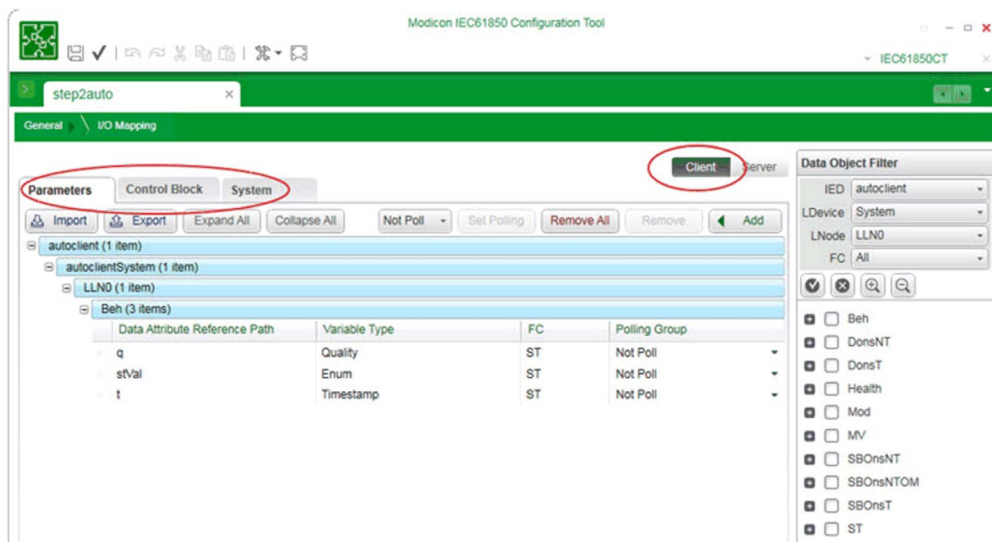 Modicon IEC61850 Configuration Tool
IEC61850CT
step2auto
General I/O Mapping
Client Server
Parameters Control Block System
Import Export Expand All Collapse All Not Poll Set Polling Remove All Remove Add
autoclient (1 item)
autoclientSystem (1 item)
LLN0 (1 item)
Beh (3 items)
Data Attribute Reference Path Variable Type FC Polling Group
q Quality ST Not Poll
stVal Enum ST Not Poll
t Timestamp ST Not Poll
Data Object Filter
IED autoclient
LDevice System
LNode LLN0
FC All
Beh
DonsNT
DonsT
Health
Mod
MV
SBOnsNT
SBOnsNTOM
SBOnsT
ST